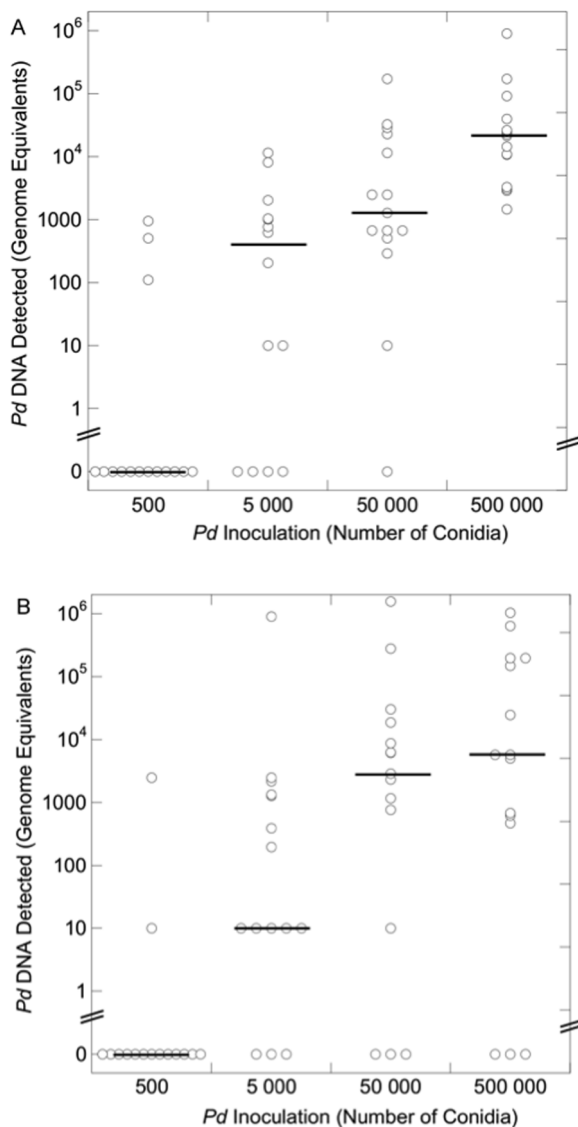 A
10⁶
10⁵
10⁴
1000
100
10
1
0
Pd DNA Detected (Genome Equivalents)
500 5 000 50 000 500 000
Pd Inoculation (Number of Conidia)
B
10⁶
10⁵
10⁴
1000
100
10
1
0
Pd DNA Detected (Genome Equivalents)
500 5 000 50 000 500 000
Pd Inoculation (Number of Conidia)